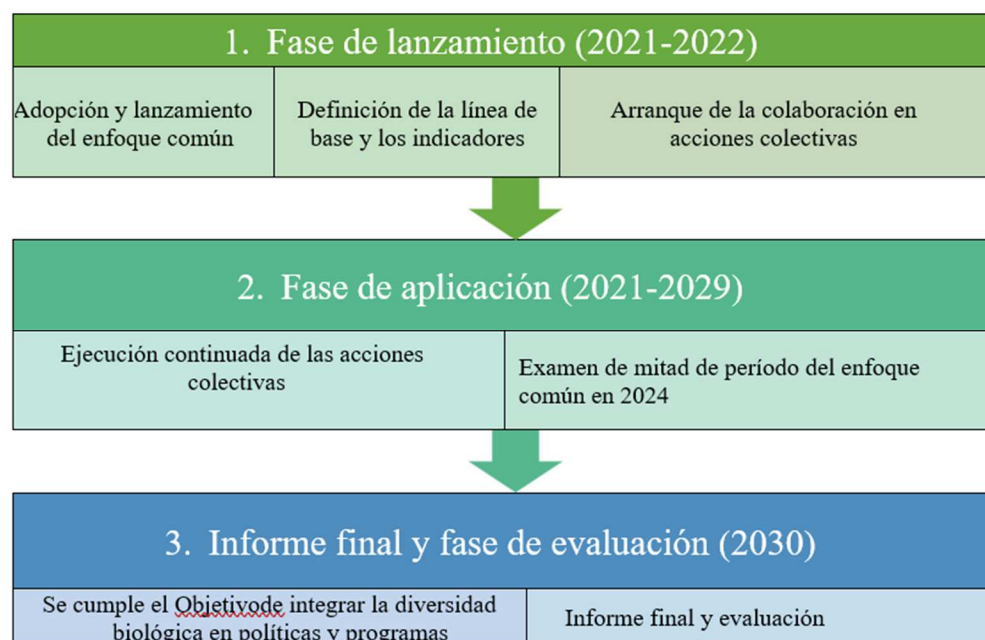 1. Fase de lanzamiento (2021-2022)
Adopción y lanzamiento
del enfoque común
Definición de la línea de
base y los indicadores
Arranque de la colaboración en
acciones colectivas
2. Fase de aplicación (2021-2029)
Ejecución continuada de las acciones
colectivas
Examen de mitad de período del enfoque
común en 2024
3. Informe final y fase de evaluación (2030)
Se cumple el Objetivode integrar la diversidad
biológica en políticas y programas
Informe final y evaluación